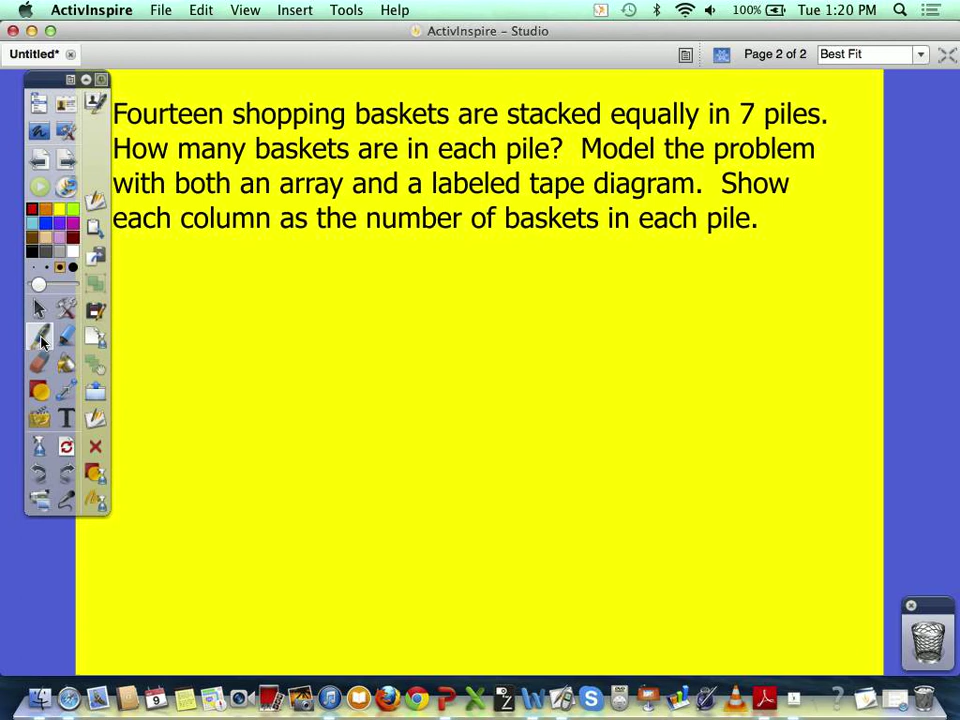 ActivInspire File Edit View Insert Tools Help 100% Tue 1:20 PM
ActivInspire – Studio
Untitled* Page 2 of 2 Best Fit
Fourteen shopping baskets are stacked equally in 7 piles.
How many baskets are in each pile?  Model the problem
with both an array and a labeled tape diagram.  Show
each column as the number of baskets in each pile.